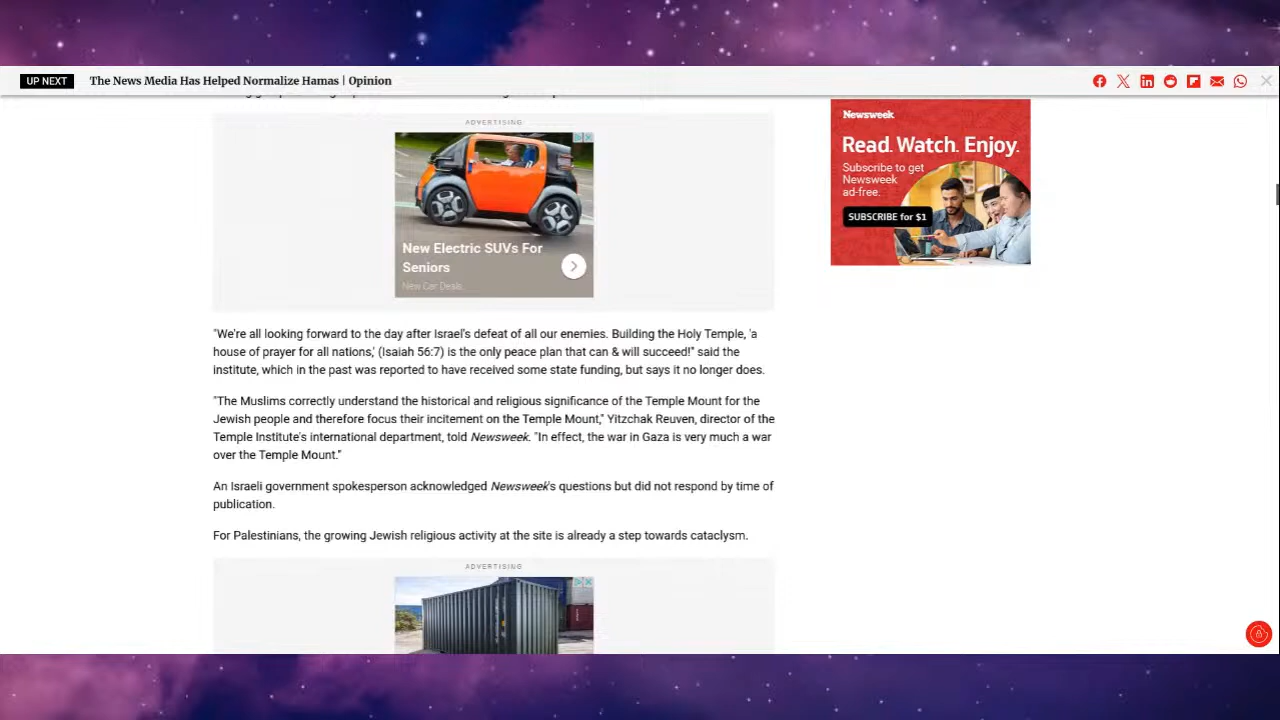 UP NEXT
The News Media Has Helped Normalize Hamas | Opinion
ADVERTISING
New Electric SUVs For
Seniors
New Car Deals
Newsweek
Read. Watch. Enjoy.
Subscribe to get
Newsweek
ad-free.
SUBSCRIBE for $1
"We're all looking forward to the day after Israel's defeat of all our enemies. Building the Holy Temple, 'a
house of prayer for all nations,' (Isaiah 56:7) is the only peace plan that can & will succeed!" said the
institute, which in the past was reported to have received some state funding, but says it no longer does.
"The Muslims correctly understand the historical and religious significance of the Temple Mount for the
Jewish people and therefore focus their incitement on the Temple Mount," Yitzchak Reuven, director of the
Temple Institute's international department, told Newsweek. "In effect, the war in Gaza is very much a war
over the Temple Mount."
An Israeli government spokesperson acknowledged Newsweek's questions but did not respond by time of
publication.
For Palestinians, the growing Jewish religious activity at the site is already a step towards cataclysm.
ADVERTISING